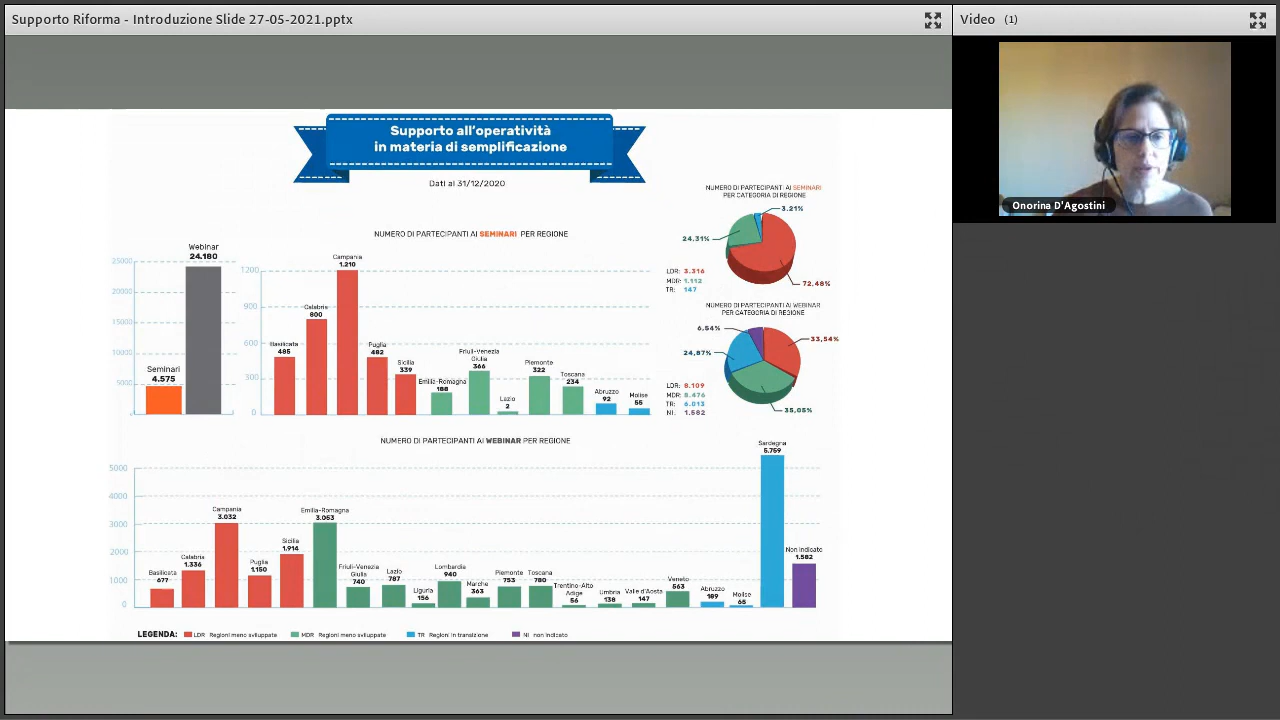 Supporto Riforma - Introduzione Slide 27-05-2021.pptx
Video (1)
Onorina D'Agostini
Supporto all'operatività
in materia di semplificazione
Dati al 31/12/2020
NUMERO DI PARTECIPANTI AI SEMINARI PER REGIONE
25000
20000
15000
10000
5000
Seminari
4.575
Webinar
24.180
1200
900
600
300
0
Basilicata
485
Calabria
800
Campania
1.210
Puglia
482
Sicilia
339
Emilia-Romagna
188
Friuli-Venezia
Giulia
366
Lazio
2
Piemonte
322
Toscana
234
Abruzzo
92
Molise
55
NUMERO DI PARTECIPANTI AI SEMINARI
PER CATEGORIA DI REGIONE
3.21%
24.31%
72.48%
LDR: 3.316
MDR: 1.112
TR: 147
NUMERO DI PARTECIPANTI AI WEBINAR
PER CATEGORIA DI REGIONE
6,54%
33,54%
24,87%
35,05%
LDR: 8.109
MDR: 8.476
TR: 6.013
NI: 1.582
NUMERO DI PARTECIPANTI AI WEBINAR PER REGIONE
5000
4000
3000
2000
1000
0
Basilicata
677
Calabria
1.336
Campania
3.032
Puglia
1.150
Sicilia
1.914
Emilia-Romagna
3.053
Friuli-Venezia
Giulia
740
Lazio
787
Liguria
156
Lombardia
940
Marche
363
Piemonte
753
Toscana
780
Trentino-Alto
Adige
56
Umbria
138
Valle d'Aosta
147
Veneto
563
Abruzzo
189
Molise
65
Sardegna
5.759
Non indicato
1.582
LEGENDA: LDR Regioni meno sviluppate MDR Regioni meno sviluppate TR Regioni in transizione NI non indicato